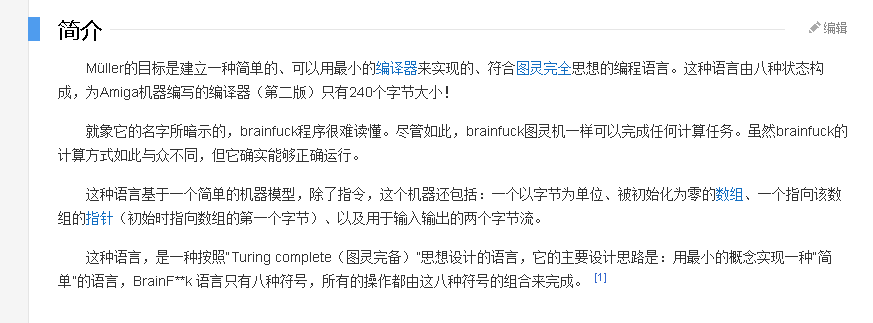 简介
编辑
Müller的目标是建立一种简单的、可以用最小的编译器来实现的、符合图灵完全思想的编程语言。这种语言由八种状态构
成，为Amiga机器编写的编译器（第二版）只有240个字节大小！
就象它的名字所暗示的，brainfuck程序很难读懂。尽管如此，brainfuck图灵机一样可以完成任何计算任务。虽然brainfuck的
计算方式如此与众不同，但它确实能够正确运行。
这种语言基于一个简单的机器模型，除了指令，这个机器还包括：一个以字节为单位、被初始化为零的数组、一个指向该数
组的指针（初始时指向数组的第一个字节）、以及用于输入输出的两个字节流。
这种语言，是一种按照"Turing complete（图灵完备）"思想设计的语言，它的主要设计思路是：用最小的概念实现一种"简
单"的语言，BrainF**k 语言只有八种符号，所有的操作都由这八种符号的组合来完成。 [1]